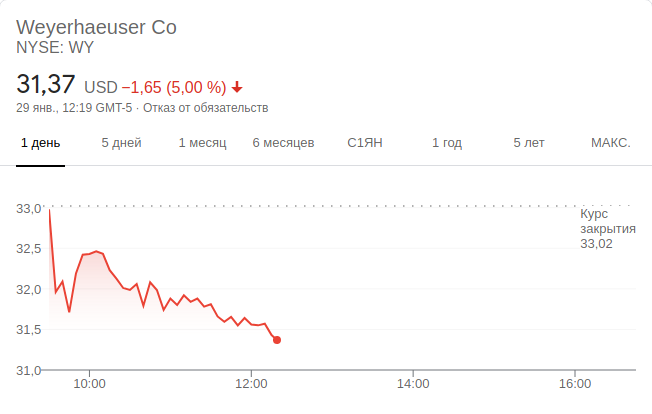 Weyerhaeuser Co
NYSE: WY
31,37 USD −1,65 (5,00 %)
29 янв., 12:19 GMT-5 · Отказ от обязательств
1 день 5 дней 1 месяц 6 месяцев С1ЯН 1 год 5 лет МАКС.
33,0
Курс
закрытия
33,02
32,5
32,0
31,5
31,0
10:00 12:00 14:00 16:00